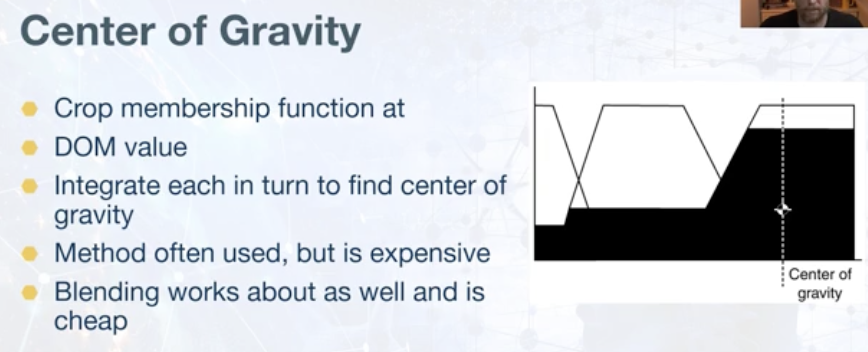 Center of Gravity
Crop membership function at
DOM value
Integrate each in turn to find center of
gravity
Method often used, but is expensive
Blending works about as well and is
cheap
Center of
gravity